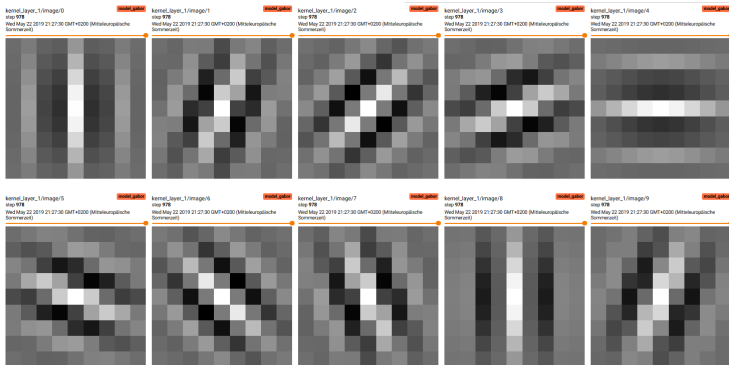 kernel_layer_1/image/0 model_gabor
step 978
Wed May 22 2019 21:27:30 GMT+0200 (Mitteleuropäische
Sommerzeit)
kernel_layer_1/image/1 model_gabor
step 978
Wed May 22 2019 21:27:30 GMT+0200 (Mitteleuropäische
Sommerzeit)
kernel_layer_1/image/2 model_gabor
step 978
Wed May 22 2019 21:27:30 GMT+0200 (Mitteleuropäische
Sommerzeit)
kernel_layer_1/image/3 model_gabor
step 978
Wed May 22 2019 21:27:30 GMT+0200 (Mitteleuropäische
Sommerzeit)
kernel_layer_1/image/4 model_gabor
step 978
Wed May 22 2019 21:27:30 GMT+0200 (Mitteleuropäische
Sommerzeit)
kernel_layer_1/image/5 model_gabor
step 978
Wed May 22 2019 21:27:30 GMT+0200 (Mitteleuropäische
Sommerzeit)
kernel_layer_1/image/6 model_gabor
step 978
Wed May 22 2019 21:27:30 GMT+0200 (Mitteleuropäische
Sommerzeit)
kernel_layer_1/image/7 model_gabor
step 978
Wed May 22 2019 21:27:30 GMT+0200 (Mitteleuropäische
Sommerzeit)
kernel_layer_1/image/8 model_gabor
step 978
Wed May 22 2019 21:27:30 GMT+0200 (Mitteleuropäische
Sommerzeit)
kernel_layer_1/image/9 model_gabor
step 978
Wed May 22 2019 21:27:30 GMT+0200 (Mitteleuropäische
Sommerzeit)